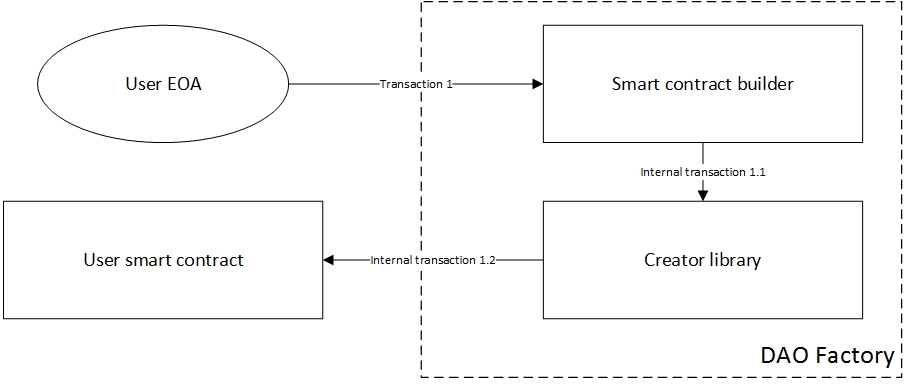 User EOA
Transaction 1
Smart contract builder
Internal transaction 1.1
User smart contract
Internal transaction 1.2
Creator library
DAO Factory